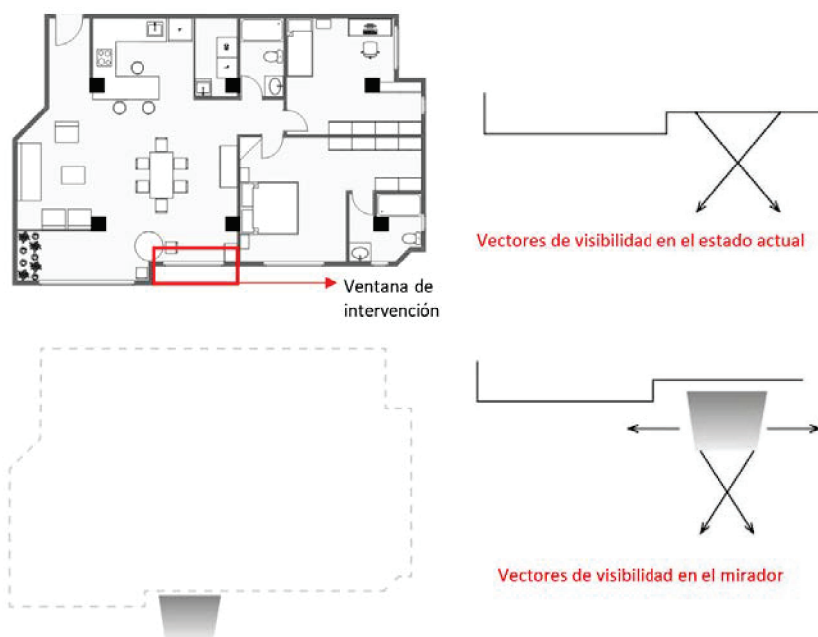 Vectores de visibilidad en el estado actual
Ventana de
intervención
Vectores de visibilidad en el mirador